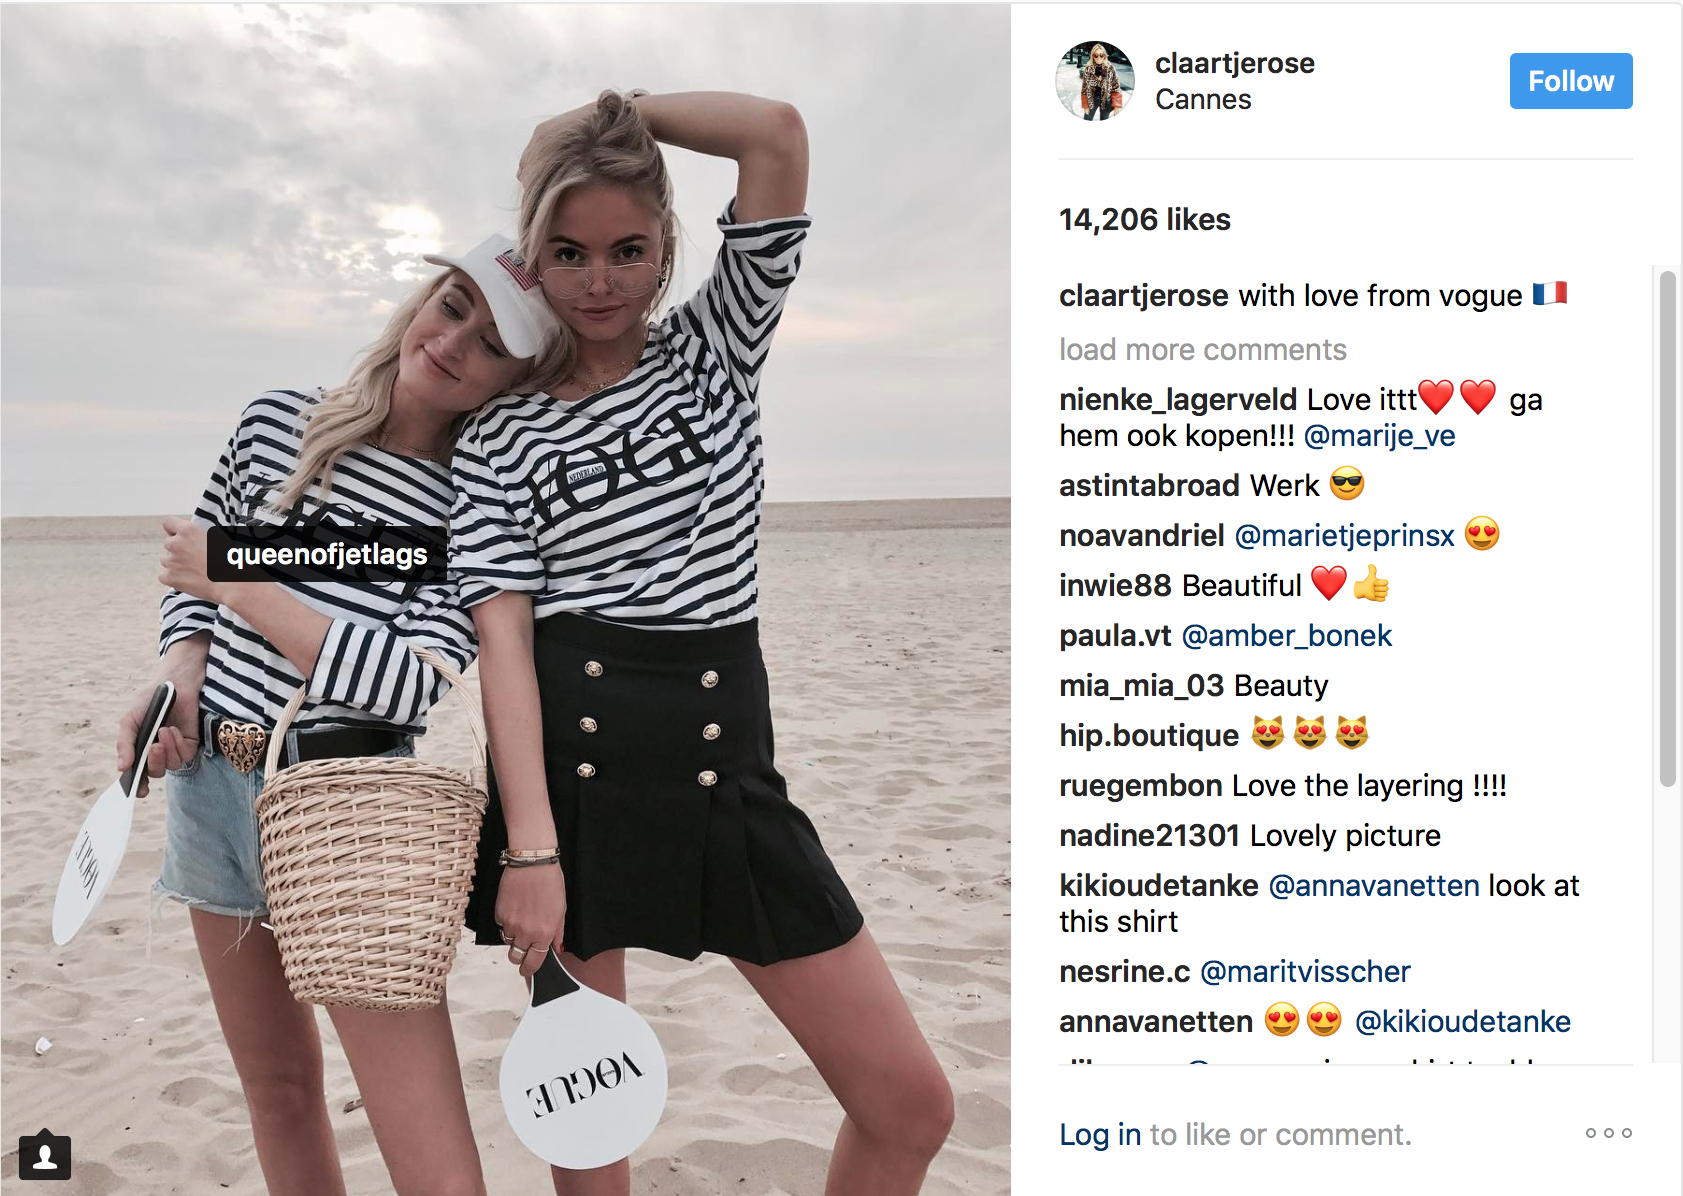 claartjerose
Cannes
Follow
14,206 likes
claartjerose with love from vogue 🇫🇷
load more comments
nienke_lagerveld Love ittt❤️❤️ ga
hem ook kopen!!! @marije_ve
astintabroad Werk 😎
noavandriel @marietjeprinsx 😍
inwie88 Beautiful ❤️👍
paula.vt @amber_bonek
mia_mia_03 Beauty
hip.boutique 😻😻😻
ruegembon Love the layering !!!!
nadine21301 Lovely picture
kikioudetanke @annavanetten look at
this shirt
nesrine.c @maritvisscher
annavanetten 😍😍 @kikioudetanke
Log in to like or comment.
VOGUE
NEDERLAND
queenofjetlags
VOGUE
VOGUE